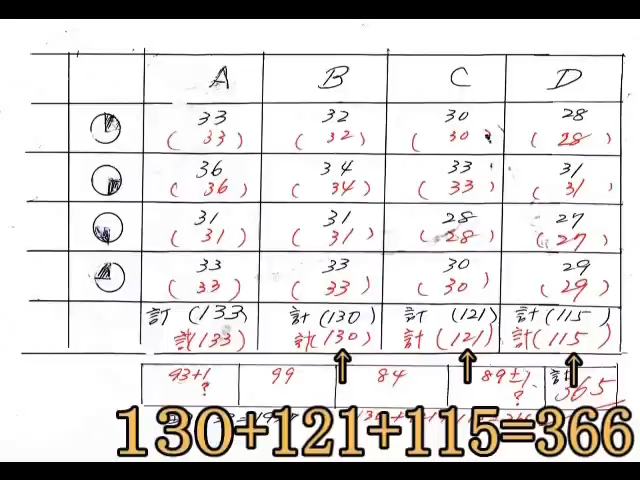 A B C D
33 32 30 28
( 33 ) ( 32 ) ( 30 ) ( 28 )
36 34 33 31
( 36 ) ( 34 ) ( 33 ) ( 31 )
31 31 28 27
( 31 ) ( 31 ) ( 28 ) ( 27 )
33 33 30 29
( 33 ) ( 33 ) ( 30 ) ( 29 )
計 (133) 計 (130) 計 (121) 計 (115)
計 (133) 計 (130) 計 (121) 計 (115)
93+1 99 84 89±1 計
? ? 365
130+121+115=366